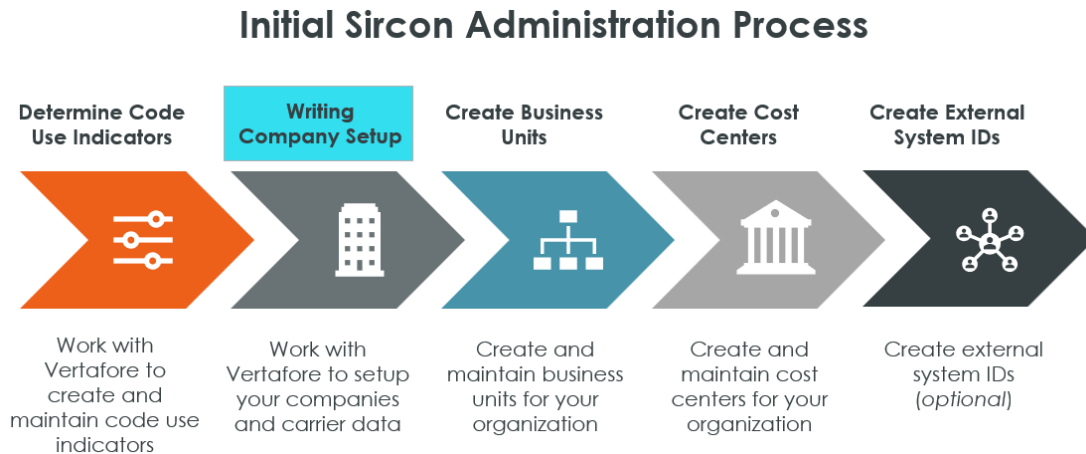 Initial Sircon Administration Process
Determine Code
Use Indicators
Writing
Company Setup
Create Business
Units
Create Cost
Centers
Create External
System IDs
Work with
Vertafore to
create and
maintain code use
indicators
Work with
Vertafore to setup
your companies
and carrier data
Create and
maintain business
units for your
organization
Create and
maintain cost
centers for your
organization
Create external
system IDs
(optional)